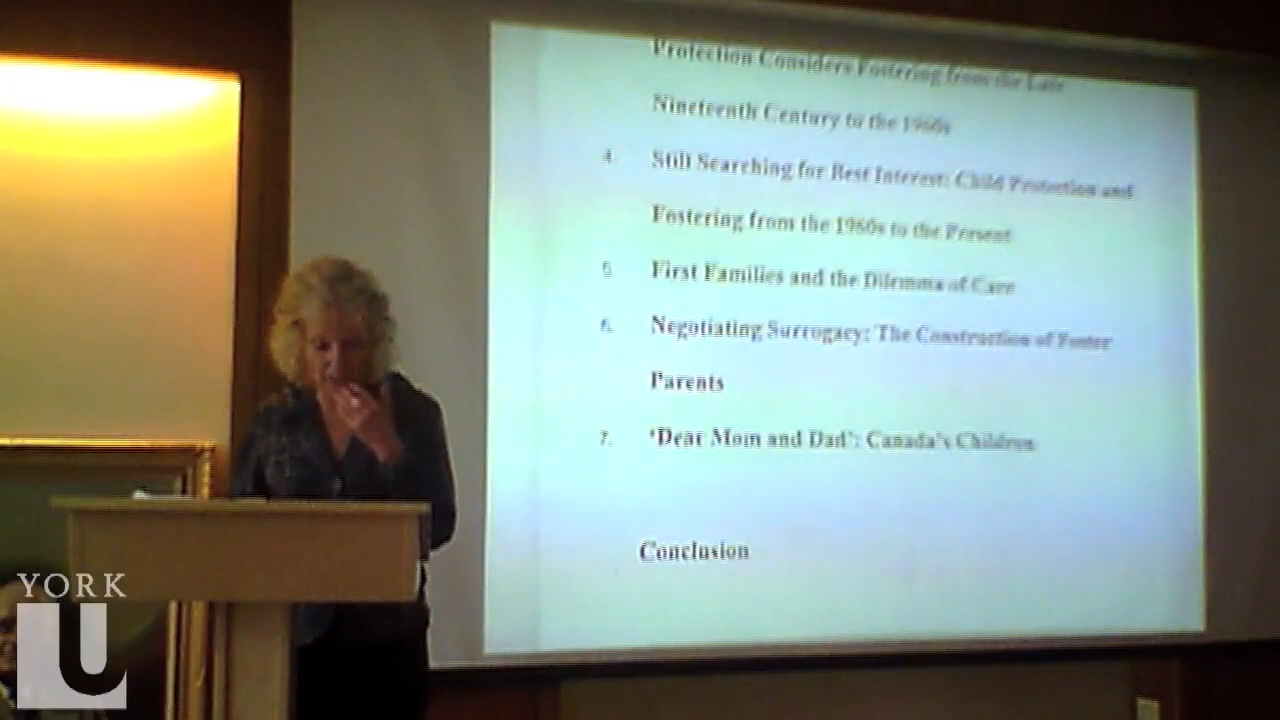 Protection Considers Fostering from the Late
Nineteenth Century to the 1960s
4. Still Searching for Best Interest: Child Protection and
Fostering from the 1960s to the Present
5. First Families and the Dilemma of Care
6. Negotiating Surrogacy: The Construction of Foster
Parents
7. 'Dear Mom and Dad': Canada's Children
Conclusion
YORK
U